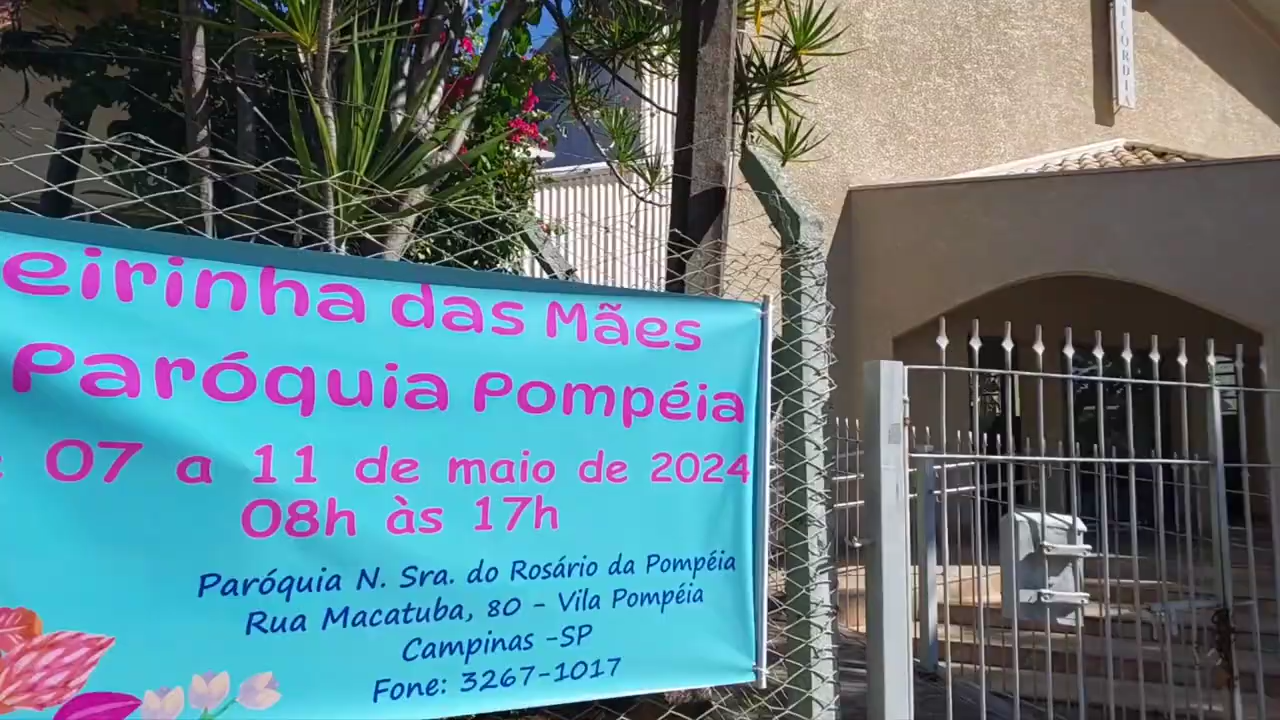 eirinha das Mães
Paróquia Pompéia
: 07 a 11 de maio de 2024
08h às 17h
Paróquia N. Sra. do Rosário da Pompéia
Rua Macatuba, 80 - Vila Pompéia
Campinas -SP
Fone: 3267-1017
ICORDIA